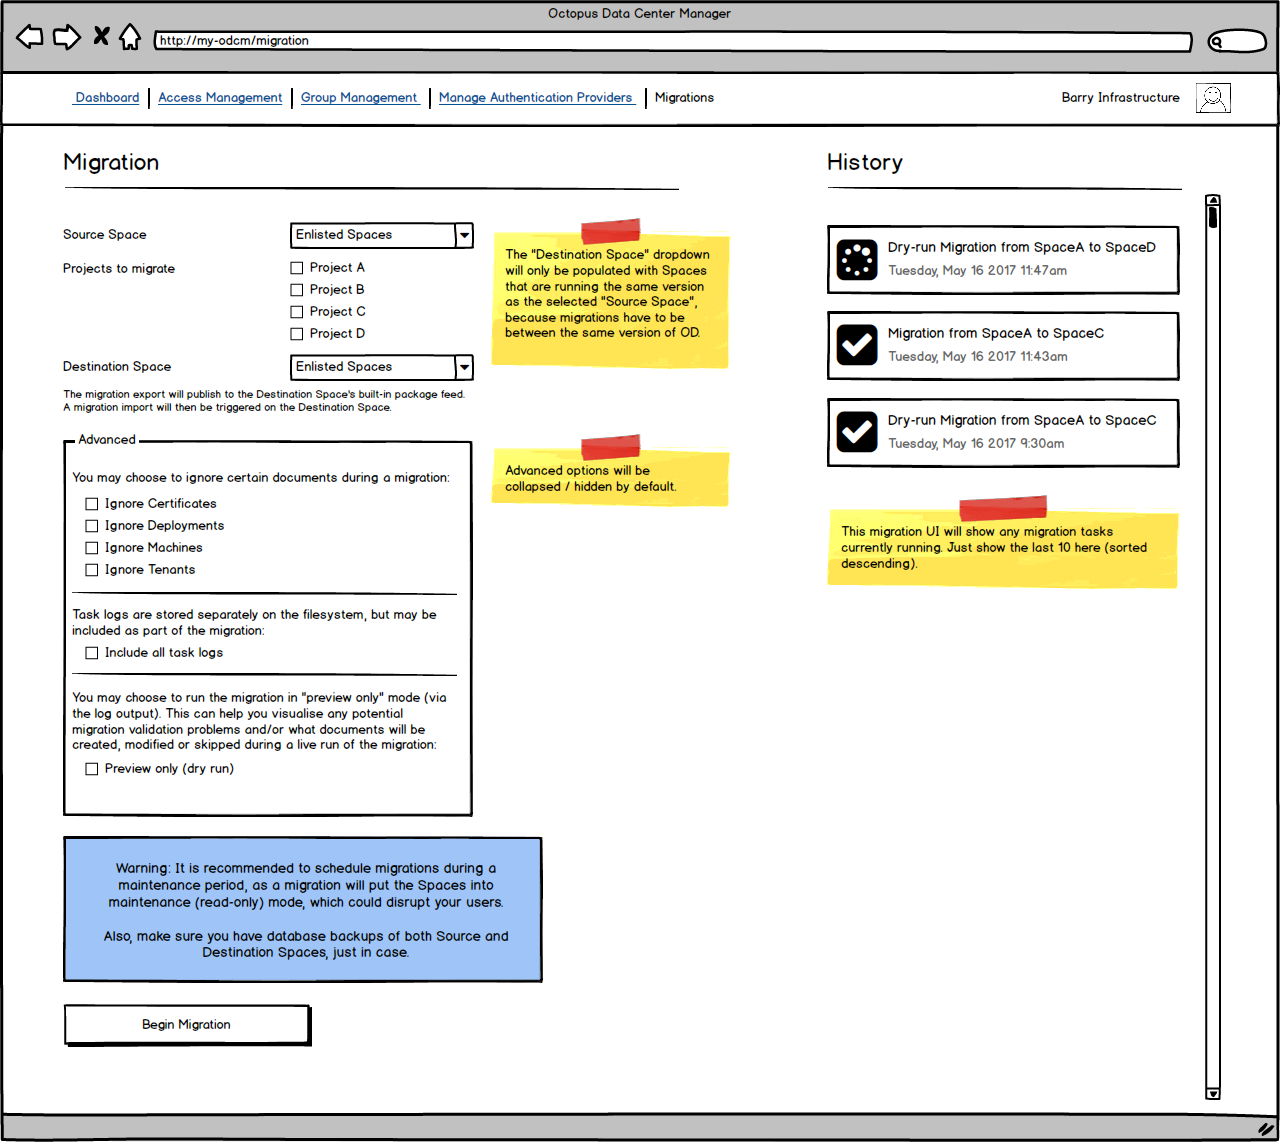 Octopus Data Center Manager
http://my-odcm/migration
Dashboard
Access Management
Group Management
Manage Authentication Providers
Migrations
Barry Infrastructure
Migration
Source Space
Enlisted Spaces
Projects to migrate
Project A
Project B
Project C
Project D
Destination Space
Enlisted Spaces
The migration export will publish to the Destination Space's built-in package feed.
A migration import will then be triggered on the Destination Space.
The "Destination Space" dropdown
will only be populated with Spaces
that are running the same version
as the selected "Source Space",
because migrations have to be
between the same version of OD.
Advanced
You may choose to ignore certain documents during a migration:
Ignore Certificates
Ignore Deployments
Ignore Machines
Ignore Tenants
Task logs are stored separately on the filesystem, but may be
included as part of the migration:
Include all task logs
You may choose to run the migration in "preview only" mode (via
the log output). This can help you visualise any potential
migration validation problems and/or what documents will be
created, modified or skipped during a live run of the migration:
Preview only (dry run)
Advanced options will be
collapsed / hidden by default.
Warning: It is recommended to schedule migrations during a
maintenance period, as a migration will put the Spaces into
maintenance (read-only) mode, which could disrupt your users.
Also, make sure you have database backups of both Source and
Destination Spaces, just in case.
Begin Migration
History
Dry-run Migration from SpaceA to SpaceD
Tuesday, May 16 2017 11:47am
Migration from SpaceA to SpaceC
Tuesday, May 16 2017 11:43am
Dry-run Migration from SpaceA to SpaceC
Tuesday, May 16 2017 9:30am
This migration UI will show any migration tasks
currently running. Just show the last 10 here (sorted
descending).